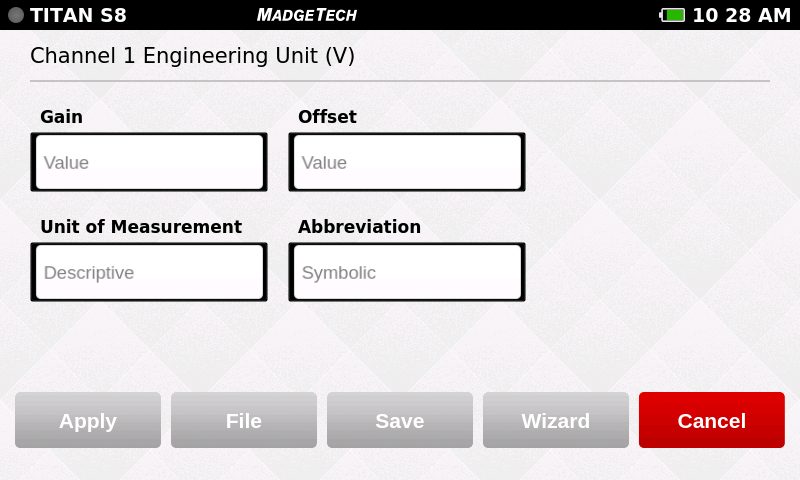 TITAN S8 MADGETECH 10 28 AM
Channel 1 Engineering Unit (V)
Gain Offset
Value Value
Unit of Measurement Abbreviation
Descriptive Symbolic
Apply File Save Wizard Cancel